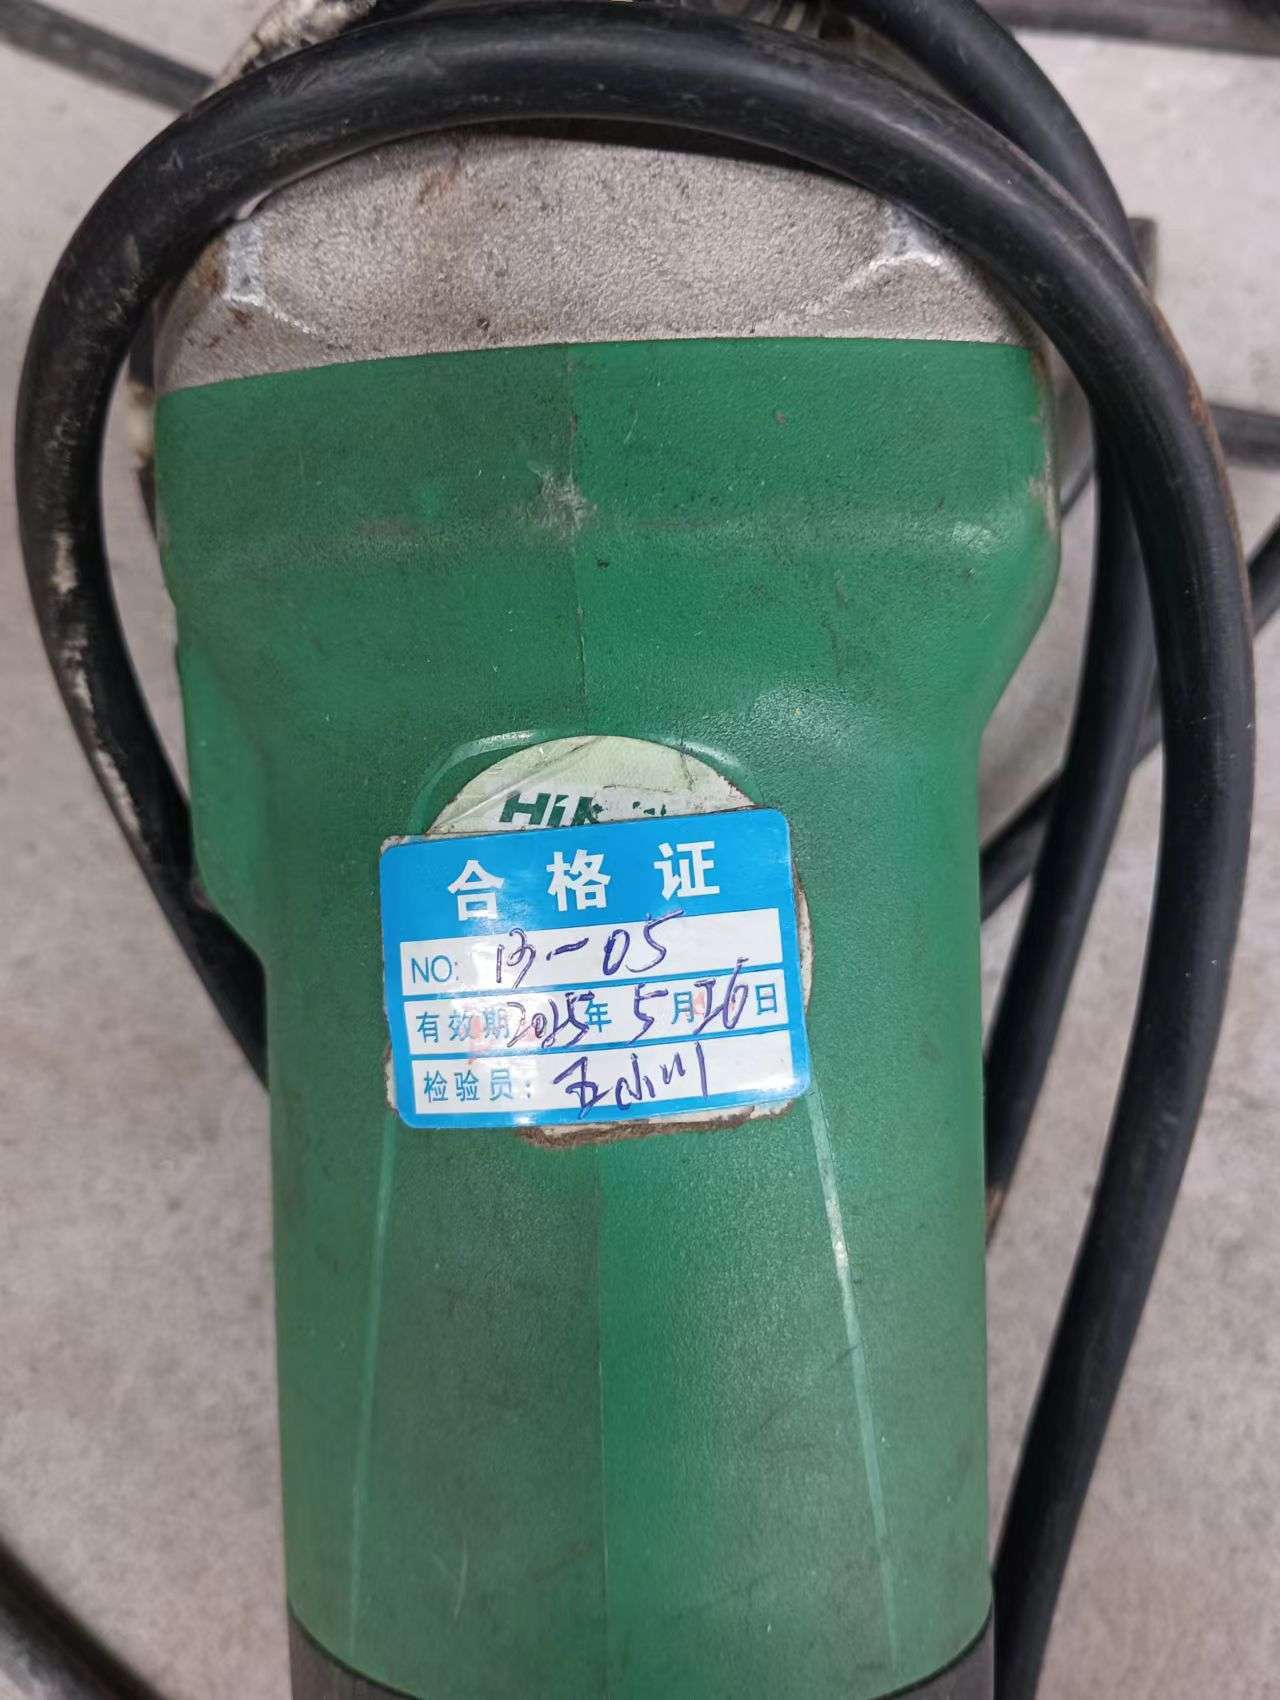 HiK
合格证
NO: 13-05
有效期 2025年 5月26日
检验员: 王小川